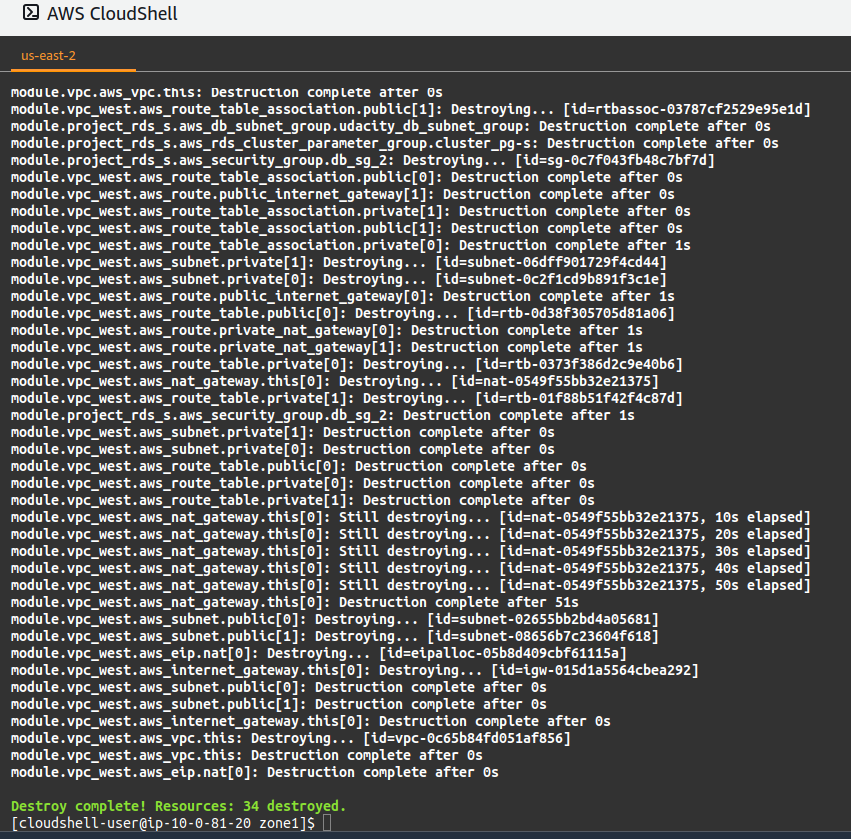 AWS CloudShell
us-east-2
module.vpc.aws_vpc.this: Destruction complete after 0s
module.vpc_west.aws_route_table_association.public[1]: Destroying... [id=rtbassoc-03787cf2529e95e1d]
module.project_rds_s.aws_db_subnet_group.udacity_db_subnet_group: Destruction complete after 0s
module.project_rds_s.aws_rds_cluster_parameter_group.cluster_pg-s: Destruction complete after 0s
module.project_rds_s.aws_security_group.db_sg_2: Destroying... [id=sg-0c7f043fb48c7bf7d]
module.vpc_west.aws_route_table_association.public[0]: Destruction complete after 0s
module.vpc_west.aws_route.public_internet_gateway[1]: Destruction complete after 0s
module.vpc_west.aws_route_table_association.private[1]: Destruction complete after 0s
module.vpc_west.aws_route_table_association.public[1]: Destruction complete after 0s
module.vpc_west.aws_route_table_association.private[0]: Destruction complete after 1s
module.vpc_west.aws_subnet.private[1]: Destroying... [id=subnet-06dff901729f4cd44]
module.vpc_west.aws_subnet.private[0]: Destroying... [id=subnet-0c2f1cd9b891f3c1e]
module.vpc_west.aws_route.public_internet_gateway[0]: Destruction complete after 1s
module.vpc_west.aws_route_table.public[0]: Destroying... [id=rtb-0d38f305705d81a06]
module.vpc_west.aws_route.private_nat_gateway[0]: Destruction complete after 1s
module.vpc_west.aws_route.private_nat_gateway[1]: Destruction complete after 1s
module.vpc_west.aws_route_table.private[0]: Destroying... [id=rtb-0373f386d2c9e40b6]
module.vpc_west.aws_nat_gateway.this[0]: Destroying... [id=nat-0549f55bb32e21375]
module.vpc_west.aws_route_table.private[1]: Destroying... [id=rtb-01f88b51f42f4c87d]
module.project_rds_s.aws_security_group.db_sg_2: Destruction complete after 1s
module.vpc_west.aws_subnet.private[1]: Destruction complete after 0s
module.vpc_west.aws_subnet.private[0]: Destruction complete after 0s
module.vpc_west.aws_route_table.public[0]: Destruction complete after 0s
module.vpc_west.aws_route_table.private[0]: Destruction complete after 0s
module.vpc_west.aws_route_table.private[1]: Destruction complete after 0s
module.vpc_west.aws_nat_gateway.this[0]: Still destroying... [id=nat-0549f55bb32e21375, 10s elapsed]
module.vpc_west.aws_nat_gateway.this[0]: Still destroying... [id=nat-0549f55bb32e21375, 20s elapsed]
module.vpc_west.aws_nat_gateway.this[0]: Still destroying... [id=nat-0549f55bb32e21375, 30s elapsed]
module.vpc_west.aws_nat_gateway.this[0]: Still destroying... [id=nat-0549f55bb32e21375, 40s elapsed]
module.vpc_west.aws_nat_gateway.this[0]: Still destroying... [id=nat-0549f55bb32e21375, 50s elapsed]
module.vpc_west.aws_nat_gateway.this[0]: Destruction complete after 51s
module.vpc_west.aws_subnet.public[0]: Destroying... [id=subnet-02655bb2bd4a05681]
module.vpc_west.aws_subnet.public[1]: Destroying... [id=subnet-08656b7c23604f618]
module.vpc_west.aws_eip.nat[0]: Destroying... [id=eipalloc-05b8d409cbf61115a]
module.vpc_west.aws_internet_gateway.this[0]: Destroying... [id=igw-015d1a5564cbea292]
module.vpc_west.aws_subnet.public[0]: Destruction complete after 0s
module.vpc_west.aws_subnet.public[1]: Destruction complete after 0s
module.vpc_west.aws_internet_gateway.this[0]: Destruction complete after 0s
module.vpc_west.aws_vpc.this: Destroying... [id=vpc-0c65b84fd051af856]
module.vpc_west.aws_vpc.this: Destruction complete after 0s
module.vpc_west.aws_eip.nat[0]: Destruction complete after 0s
Destroy complete! Resources: 34 destroyed.
[cloudshell-user@ip-10-0-81-20 zone1]$